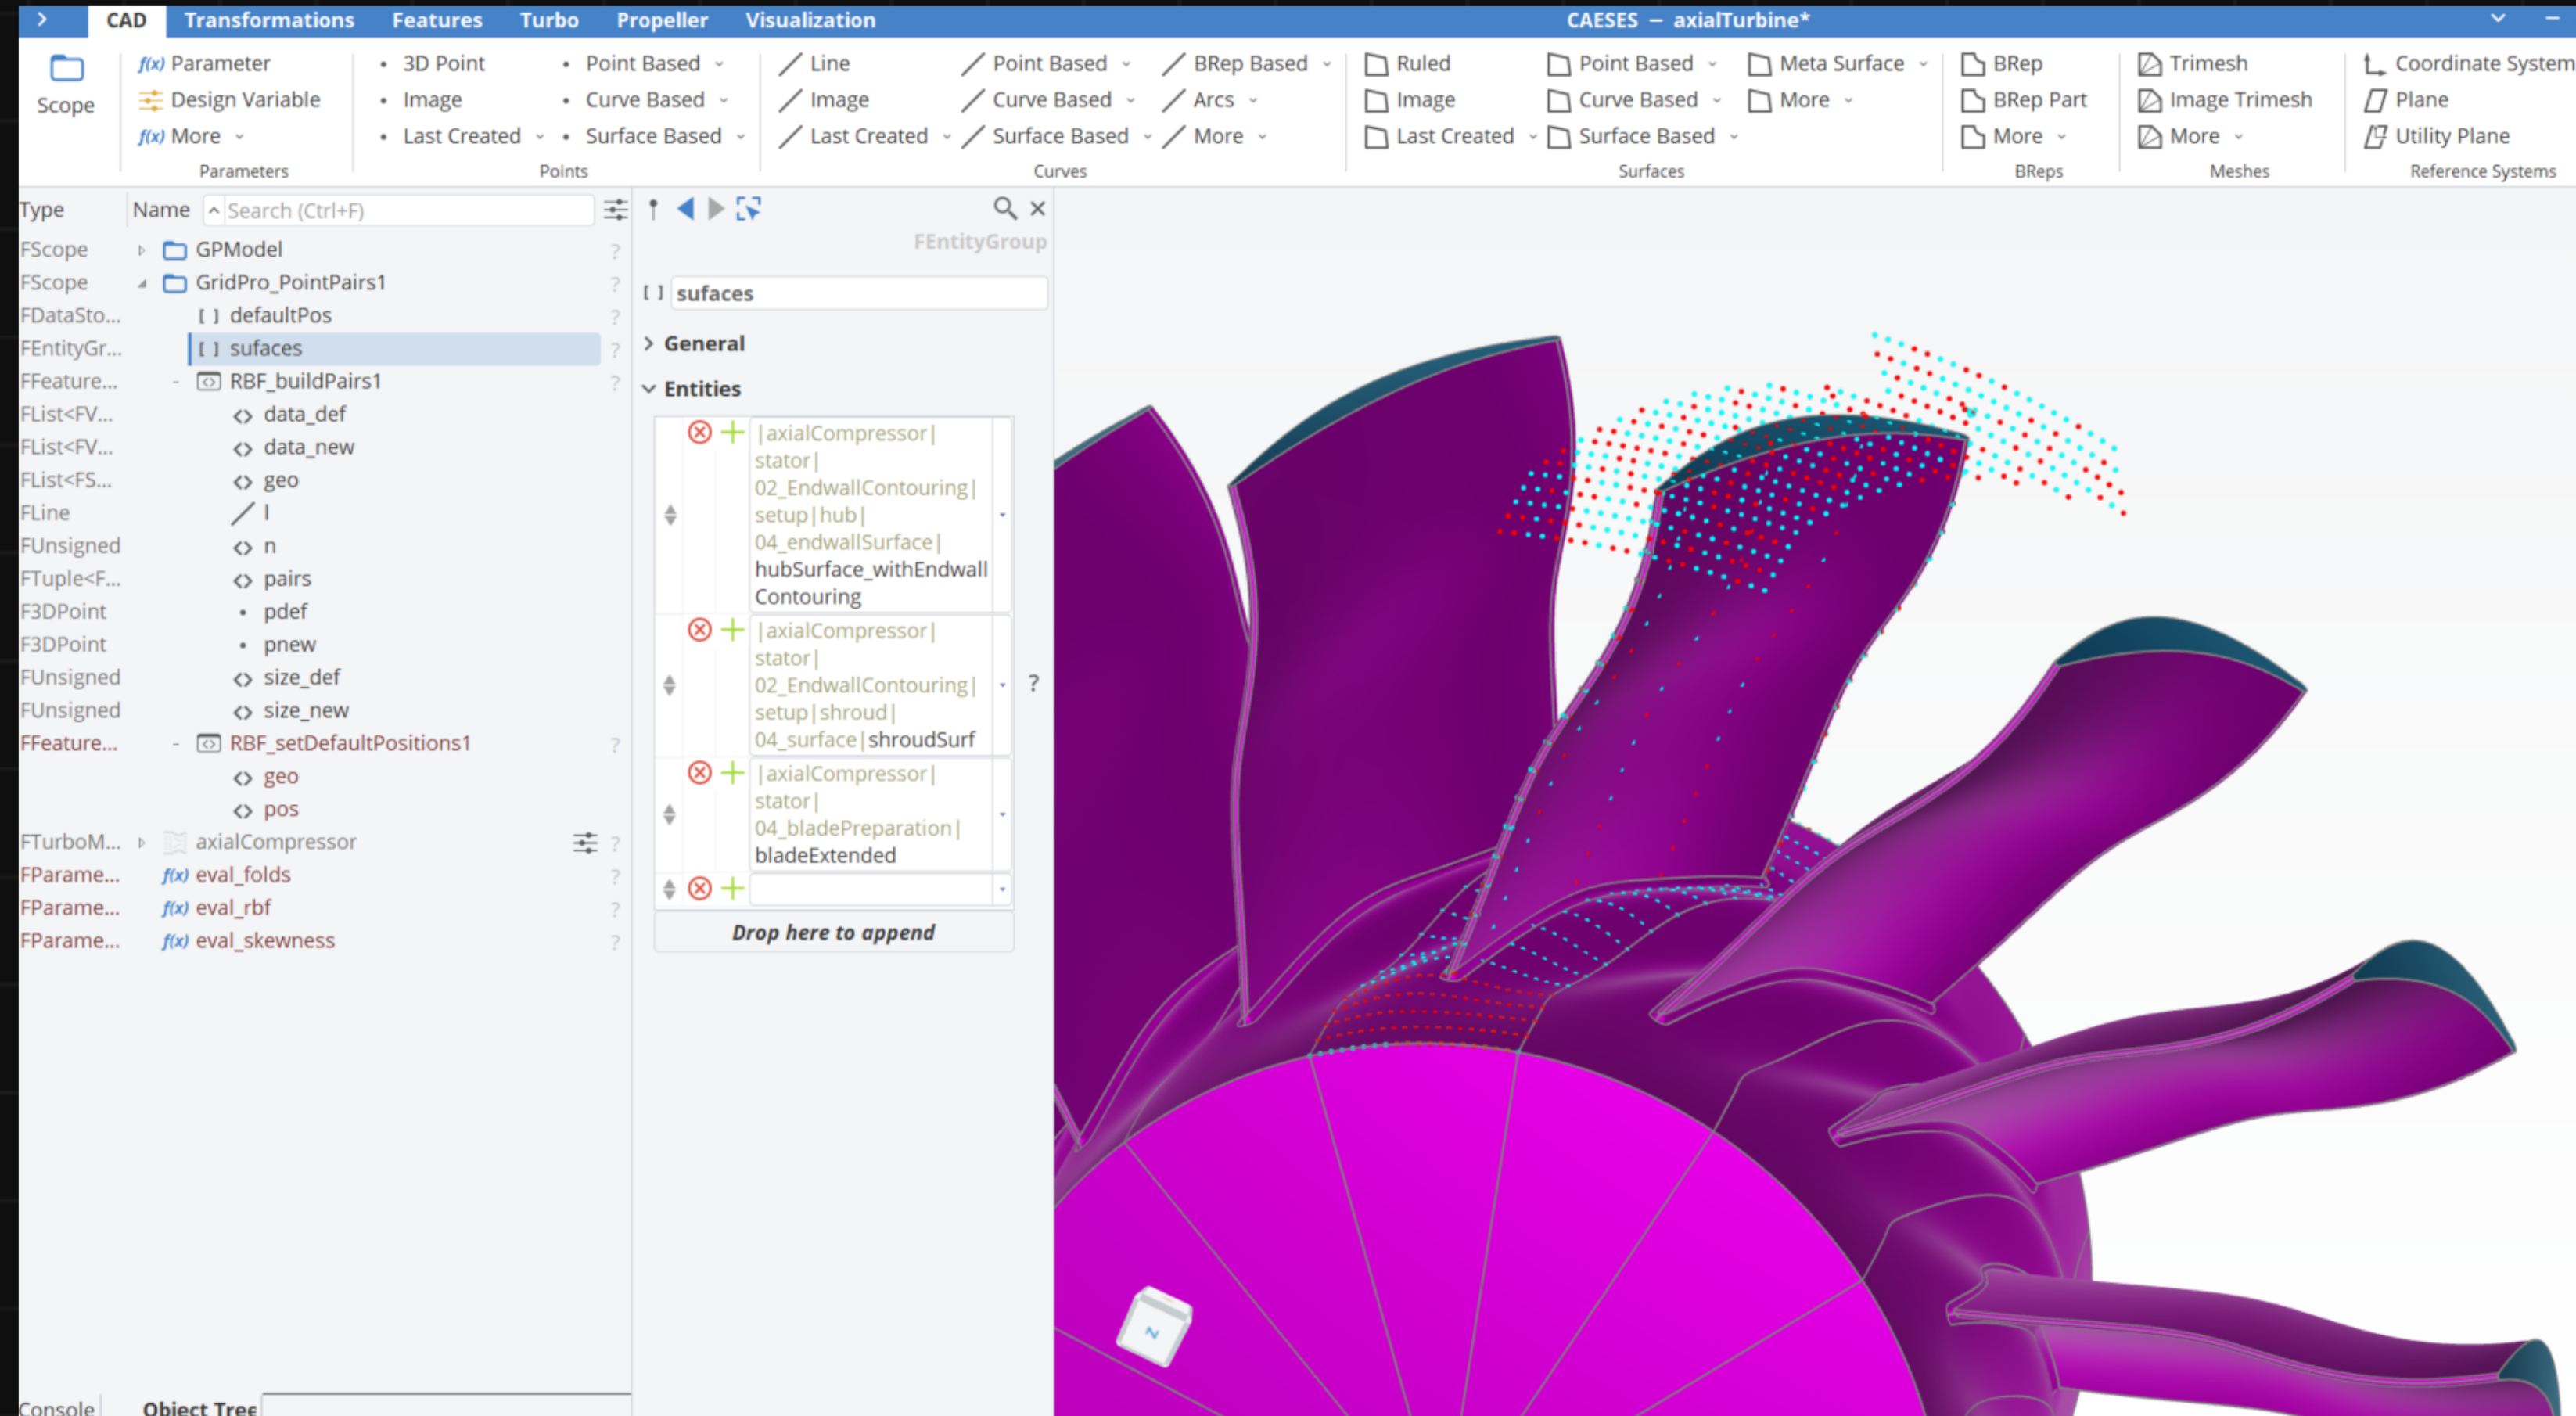 CAD Transformations Features Turbo Propeller Visualization CAESES – axialTurbine*
Scope
f(x) Parameter
Design Variable
f(x) More
Parameters
3D Point Point Based
Image Curve Based
Last Created Surface Based
Points
Line Point Based BRep Based
Image Curve Based Arcs
Last Created Surface Based More
Curves
Ruled Point Based Meta Surface
Image Curve Based More
Last Created Surface Based
Surfaces
BRep
BRep Part
More
BReps
Trimesh
Image Trimesh
More
Meshes
Coordinate System
Plane
Utility Plane
Reference Systems
Type Name Search (Ctrl+F)
FScope GPModel ?
FScope GridPro_PointPairs1 ?
FDataSto... [ ] defaultPos ?
FEntityGr... [ ] sufaces ?
FFeature... - RBF_buildPairs1 ?
FList<FV... <> data_def
FList<FV... <> data_new
FList<FS... <> geo
FLine l
FUnsigned <> n
FTuple<F... <> pairs
F3DPoint pdef
F3DPoint pnew
FUnsigned <> size_def
FUnsigned <> size_new
FFeature... - RBF_setDefaultPositions1 ?
<> geo
<> pos
FTurboM... axialCompressor ?
FParame... f(x) eval_folds ?
FParame... f(x) eval_rbf ?
FParame... f(x) eval_skewness ?
Console Object Tree
FEntityGroup
[ ] sufaces
General
Entities
|axialCompressor|
stator|
02_EndwallContouring|
setup|hub|
04_endwallSurface|
hubSurface_withEndwall
Contouring
|axialCompressor|
stator|
02_EndwallContouring|
setup|shroud|
04_surface|shroudSurf
?
|axialCompressor|
stator|
04_bladePreparation|
bladeExtended
Drop here to append
Z